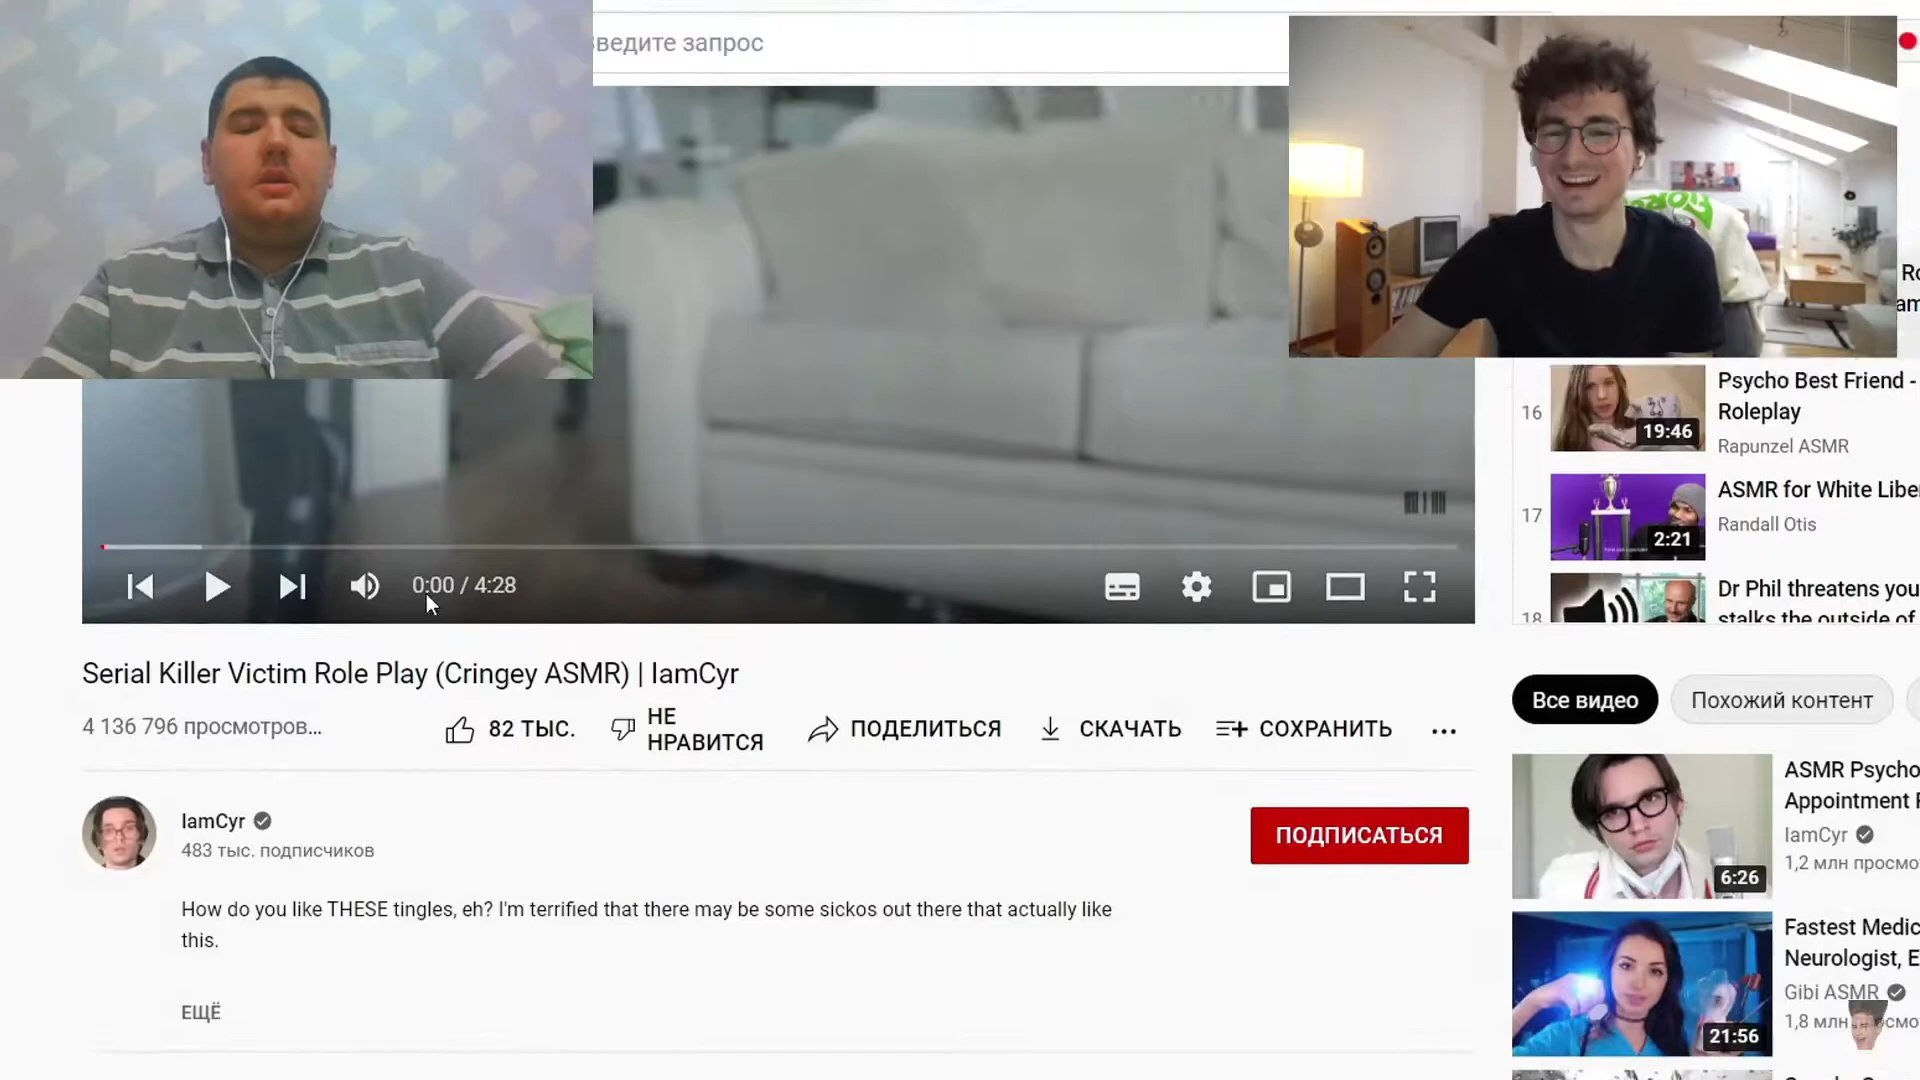 ведите запрос
0:00 / 4:28
Serial Killer Victim Role Play (Cringey ASMR) | IamCyr
4 136 796 просмотров...
82 ТЫС.
НЕ
НРАВИТСЯ
ПОДЕЛИТЬСЯ
СКАЧАТЬ
СОХРАНИТЬ
IamCyr
483 тыс. подписчиков
ПОДПИСАТЬСЯ
How do you like THESE tingles, eh? I'm terrified that there may be some sickos out there that actually like
this.
ЕЩЁ
16
19:46
Psycho Best Friend -
Roleplay
Rapunzel ASMR
17
2:21
ASMR for White Libe
Randall Otis
18
Dr Phil threatens you
stalks the outside of
Все видео
Похожий контент
6:26
ASMR Psycho
Appointment
IamCyr
1,2 млн просмо
21:56
Fastest Medic
Neurologist, E
Gibi ASMR
1,8 млн